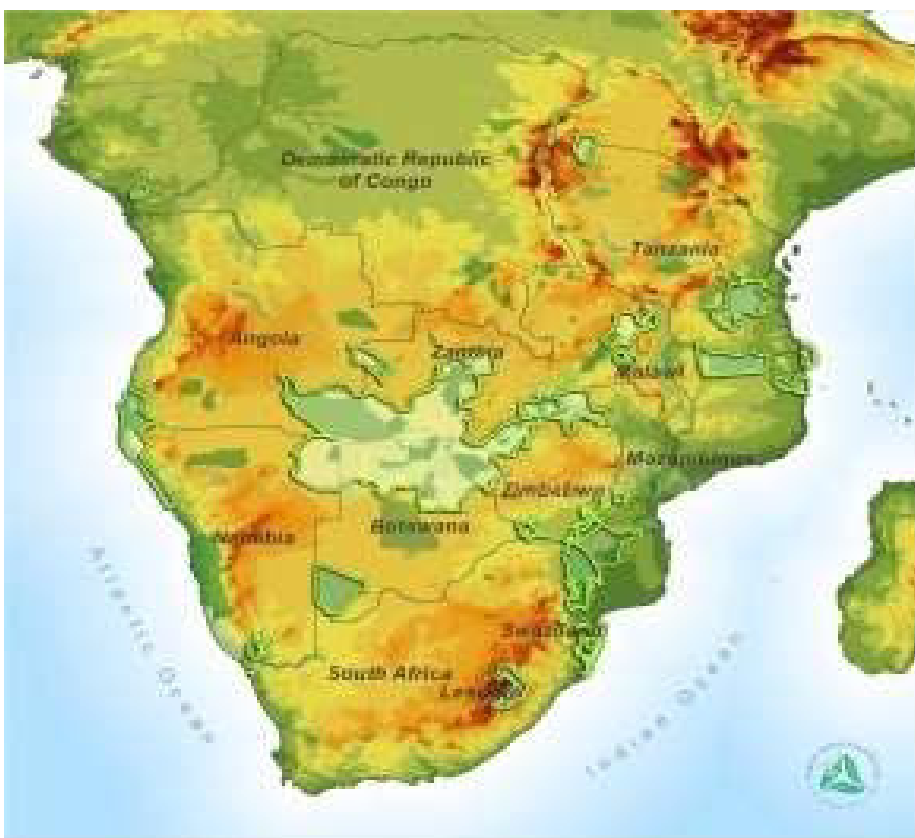 Democratic Republic
of Congo
Tanzania
Angola
Zambia
Malawi
Mozambique
Zimbabwe
Botswana
Namibia
Swaziland
South Africa
Lesotho
Atlantic Ocean
Indian Ocean